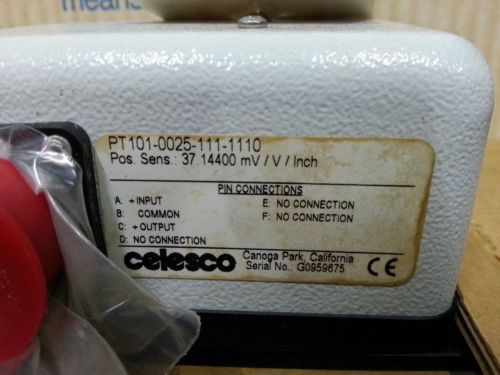 means
PT101-0025-111-1110
Pos. Sens.: 37.14400 mV / V / Inch
PIN CONNECTIONS
A: + INPUT
B: COMMON
C: + OUTPUT
D: NO CONNECTION
E: NO CONNECTION
F: NO CONNECTION
celesco
Canoga Park, California
Serial No.: G0959675
CE